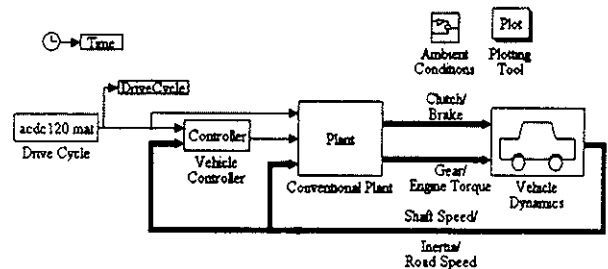 Time
Plot
Ambient
Conditions
Plotting
Tool
DriveCycle
Clutch/
Brake
acdc120 mat
Drive Cycle
Controller
Vehicle
Controller
Plant
Conventional Plant
Gear/
Engine Torque
Vehicle
Dynamics
Shaft Speed/
Inertia/
Road Speed